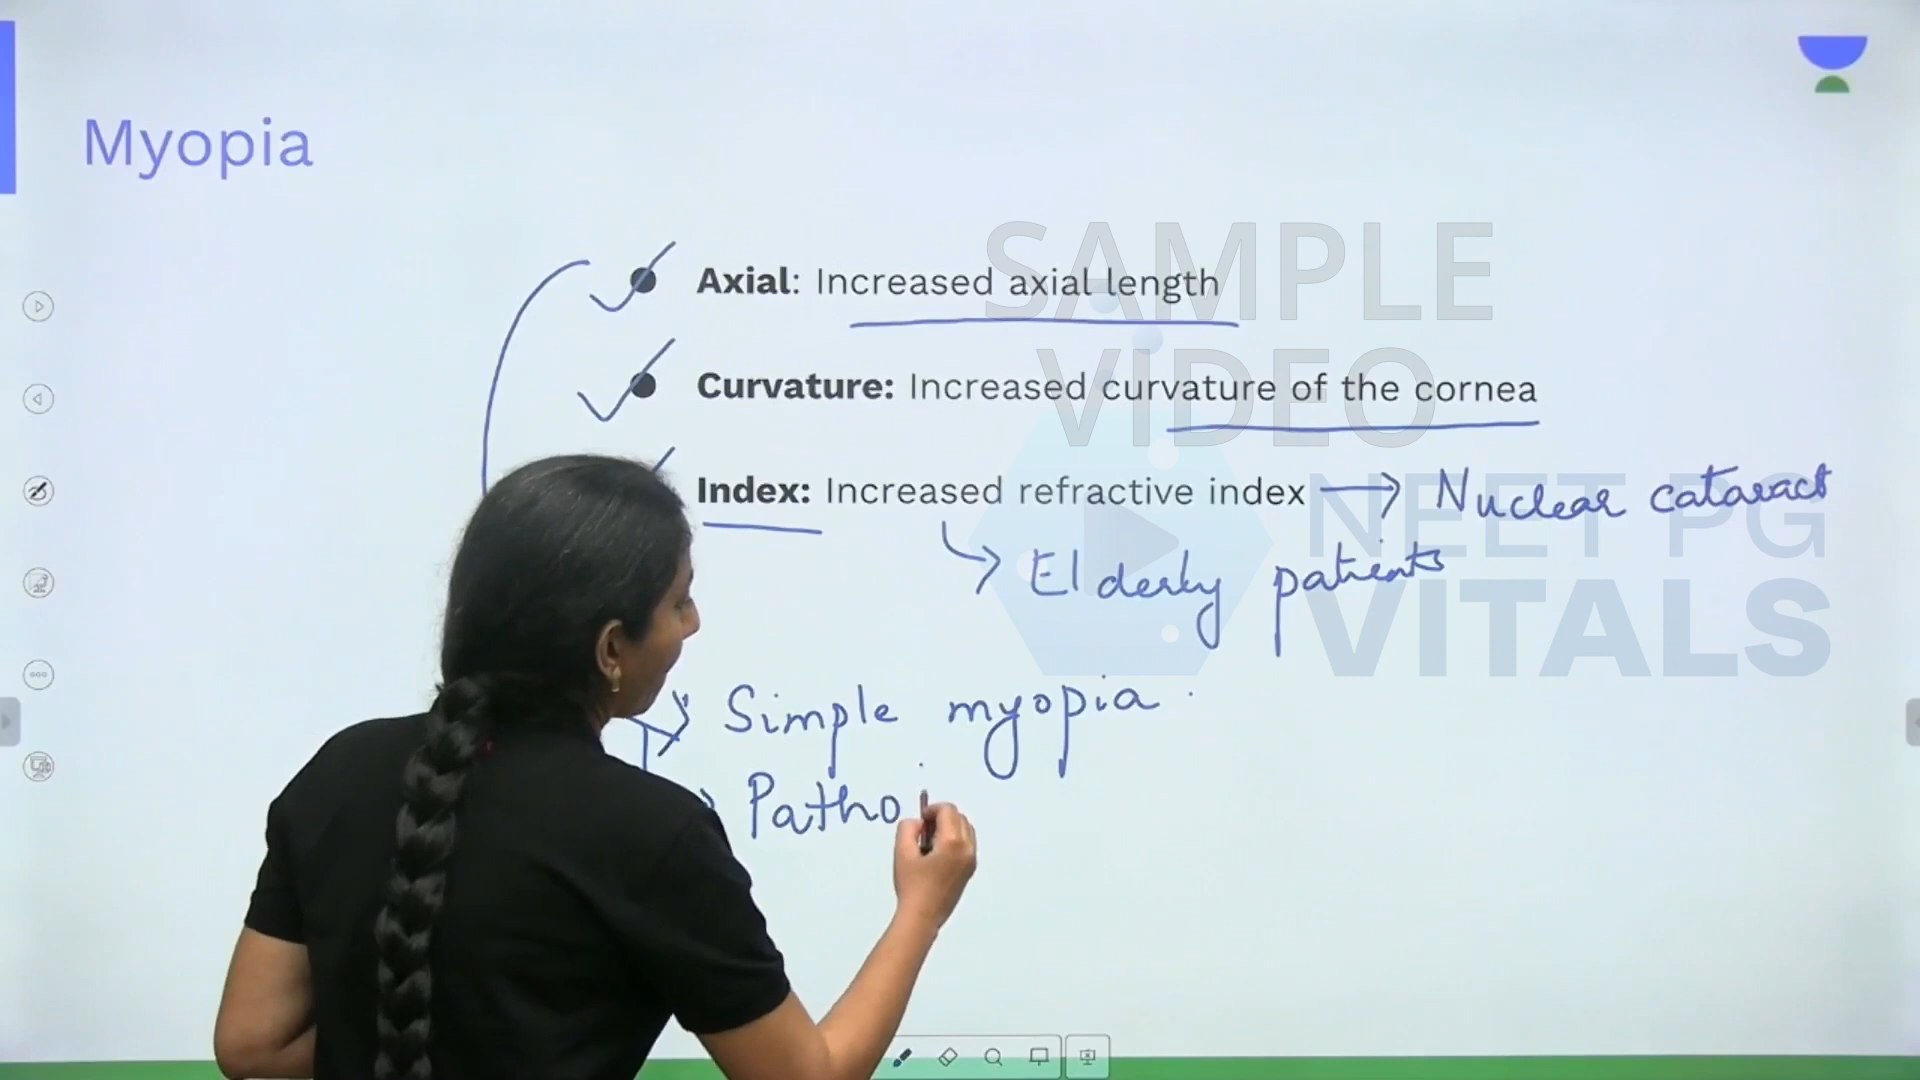 Myopia
SAMPLE
VIDEO
Axial: Increased axial length
Curvature: Increased curvature of the cornea
Index: Increased refractive index → Nuclear cataract
→ Elderly patients
NEET PG
VITALS
Simple myopia
Patho